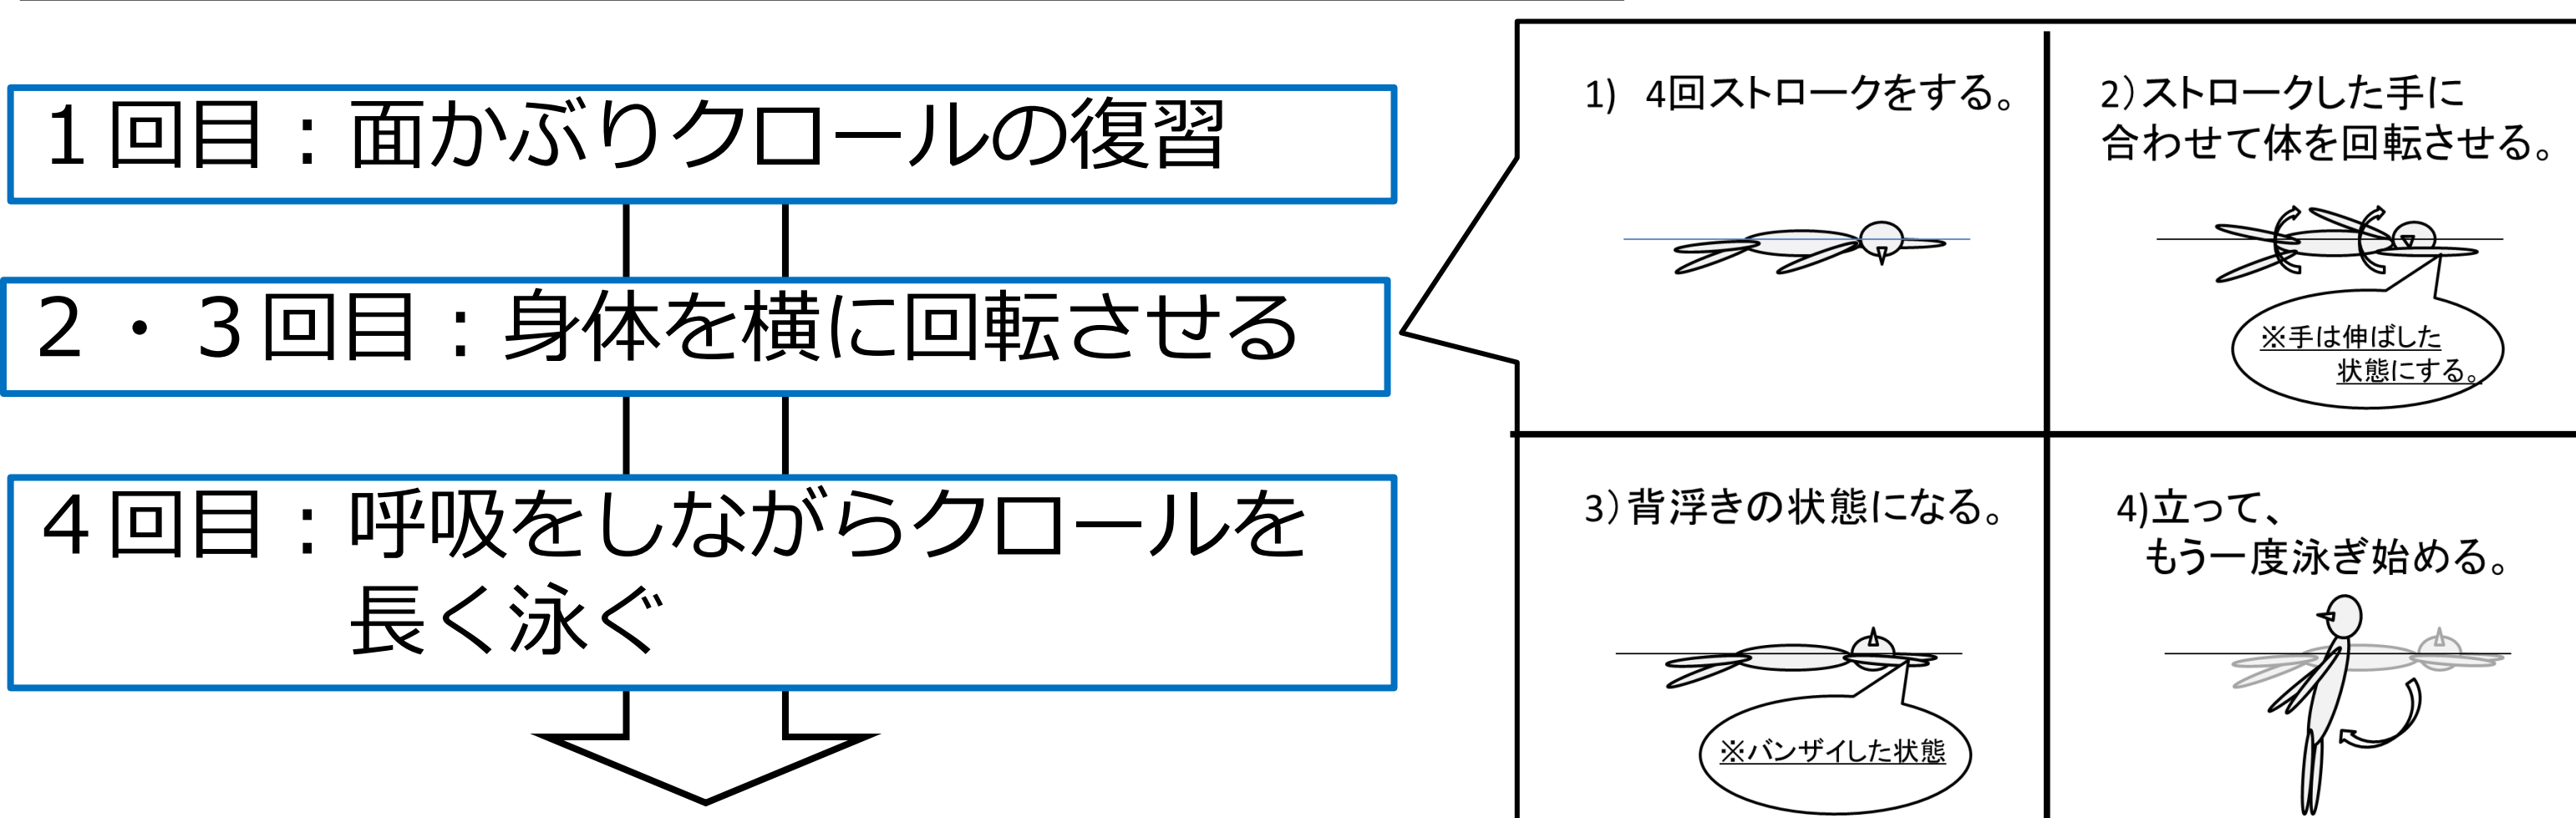 １回目：面かぶりクロールの復習
２・３回目：身体を横に回転させる
４回目：呼吸をしながらクロールを
長く泳ぐ
1) 4回ストロークをする。
2)ストロークした手に
合わせて体を回転させる。
※手は伸ばした
状態にする。
3)背浮きの状態になる。
※バンザイした状態
4)立って、
もう一度泳ぎ始める。